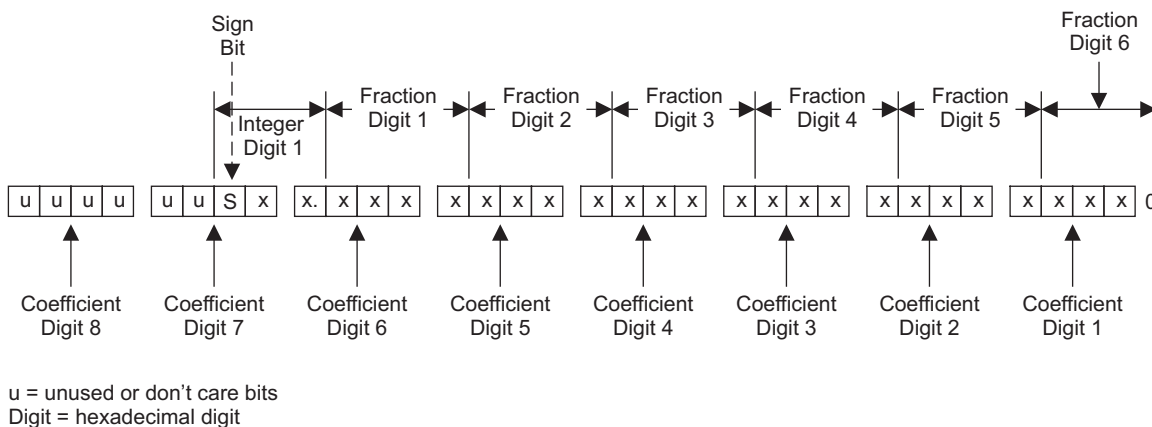 Sign
Bit
Fraction
Digit 6
Integer
Digit 1
Fraction
Digit 1
Fraction
Digit 2
Fraction
Digit 3
Fraction
Digit 4
Fraction
Digit 5
u u u u u u S x x. x x x x x x x x x x x x x x x x x x x x x x x 0
Coefficient
Digit 8
Coefficient
Digit 7
Coefficient
Digit 6
Coefficient
Digit 5
Coefficient
Digit 4
Coefficient
Digit 3
Coefficient
Digit 2
Coefficient
Digit 1
u = unused or don’t care bits
Digit = hexadecimal digit